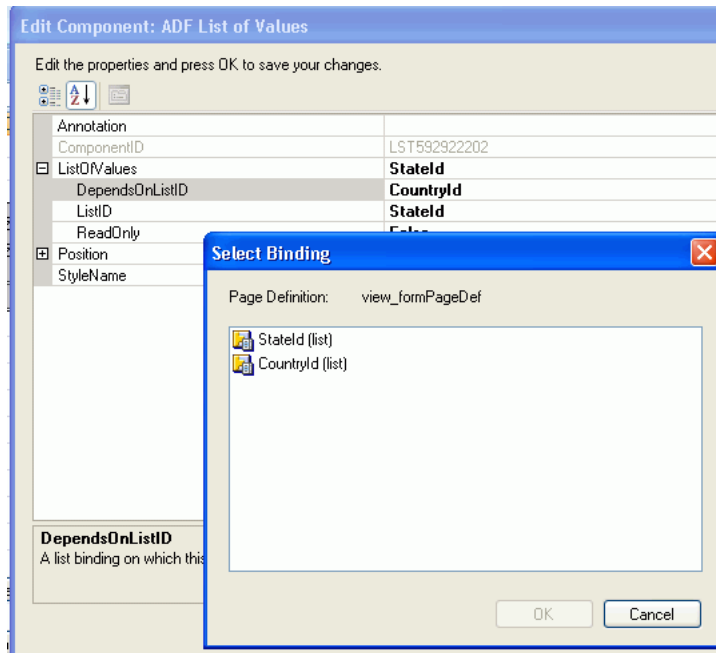 Edit Component: ADF List of Values
Edit the properties and press OK to save your changes.
Annotation
ComponentID LST592922202
ListOfValues StateId
DependsOnListID CountryId
ListID StateId
ReadOnly False
Position
StyleName
Select Binding
Page Definition: view_formPageDef
StateId (list)
CountryId (list)
DependsOnListID
A list binding on which this
OK Cancel